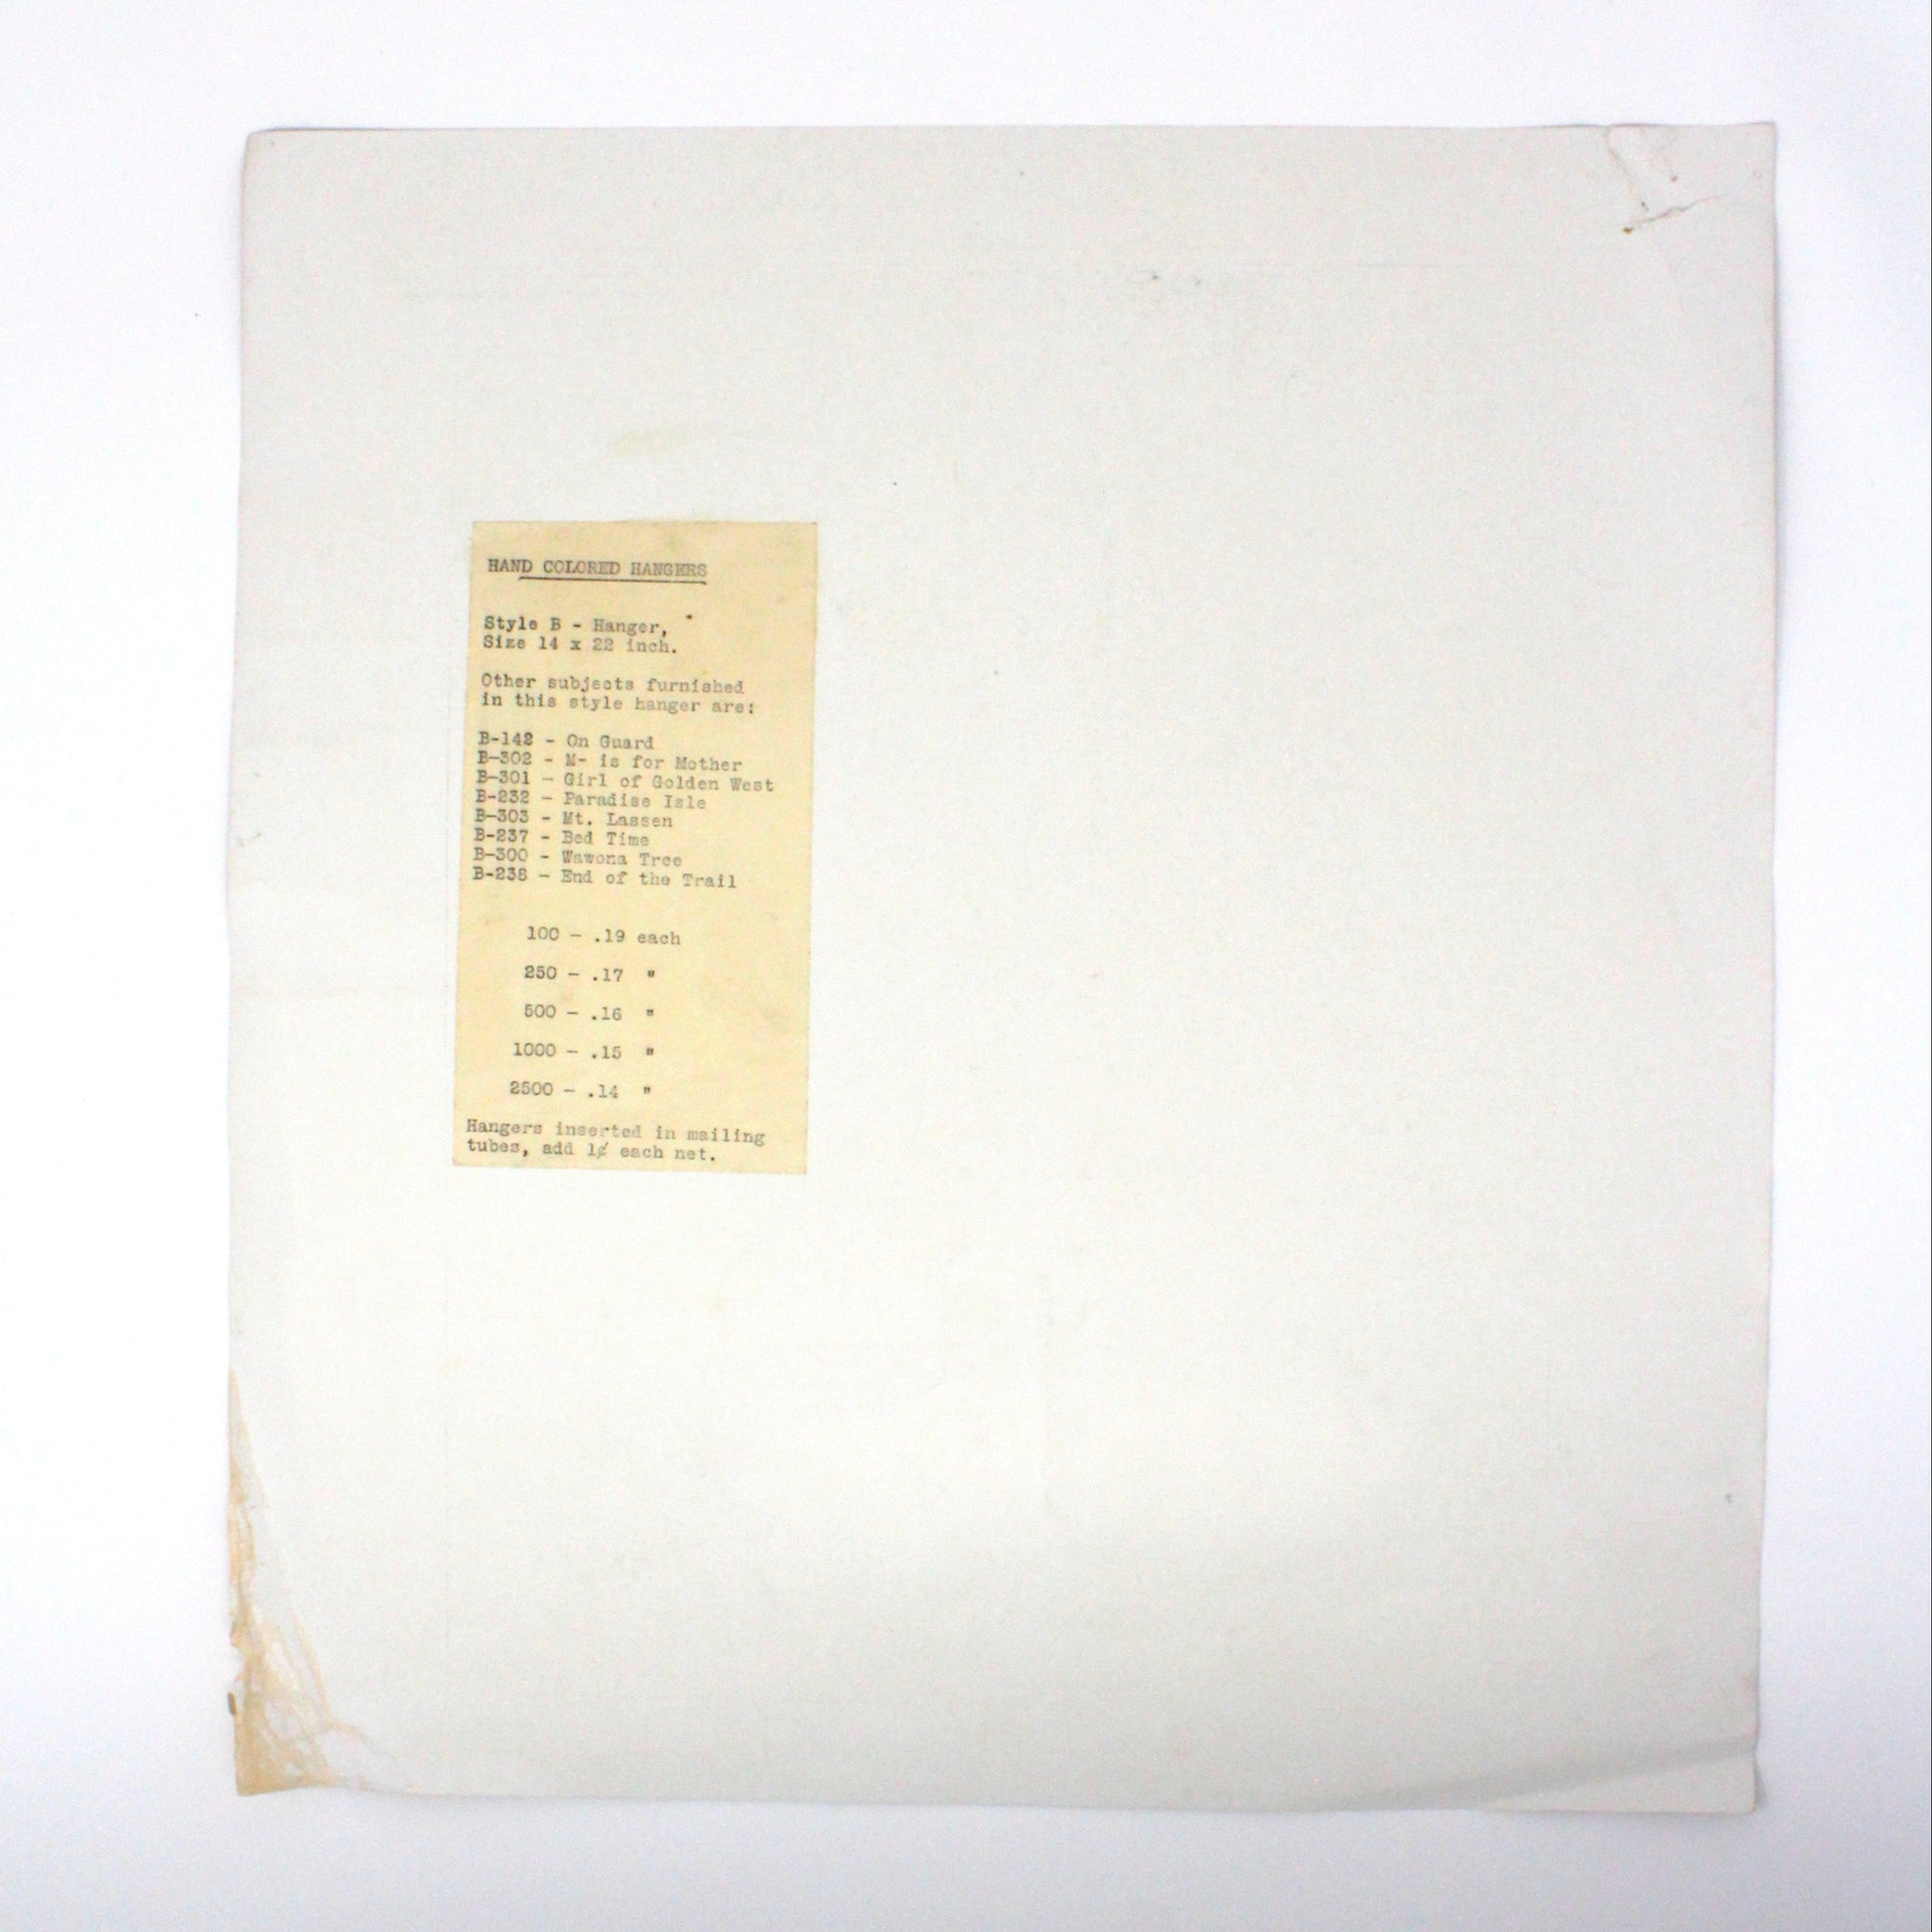 HAND COLORED HANGERS
Style B - Hanger,
Size 14 x 22 inch.
Other subjects furnished
in this style hanger are:
B-142 - On Guard
B-302 - M- is for Mother
B-301 - Girl of Golden West
B-232 - Paradise Isle
B-303 - Mt. Lassen
B-237 - Bed Time
B-300 - Wawona Tree
B-238 - End of the Trail
100 - .19 each
250 - .17 "
500 - .16 "
1000 - .15 "
2500 - .14 "
Hangers inserted in mailing
tubes, add 1¢ each net.